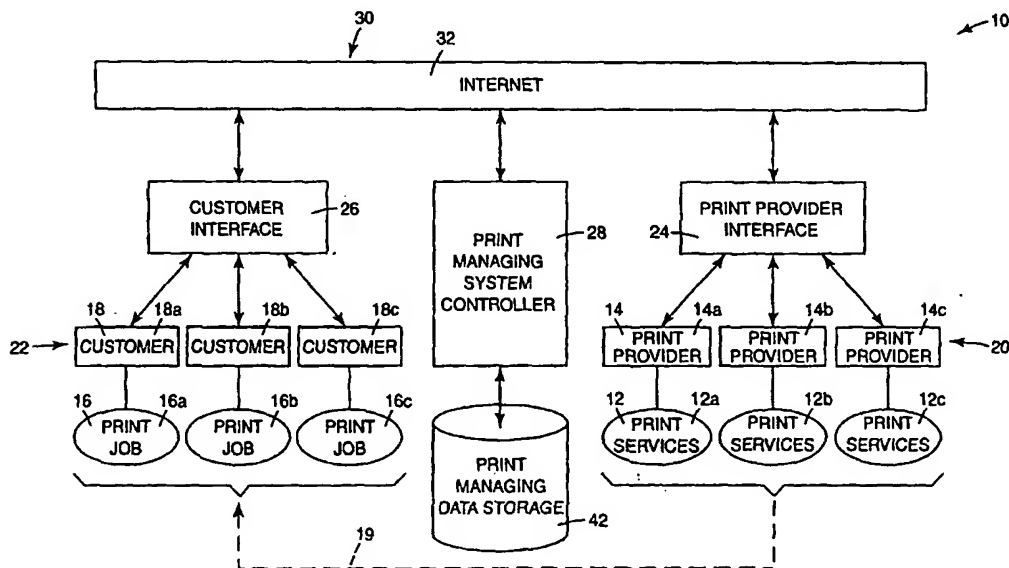 30
10
32
INTERNET
CUSTOMER
INTERFACE
26
PRINT
MANAGING
SYSTEM
CONTROLLER
28
PRINT PROVIDER
INTERFACE
24
18
18a
18b
18c
22
CUSTOMER
CUSTOMER
CUSTOMER
14
14a
14b
14c
PRINT
PROVIDER
PRINT
PROVIDER
PRINT
PROVIDER
20
16
16a
16b
16c
PRINT
JOB
PRINT
JOB
PRINT
JOB
PRINT
MANAGING
DATA STORAGE
42
12
12a
12b
12c
PRINT
SERVICES
PRINT
SERVICES
PRINT
SERVICES
19